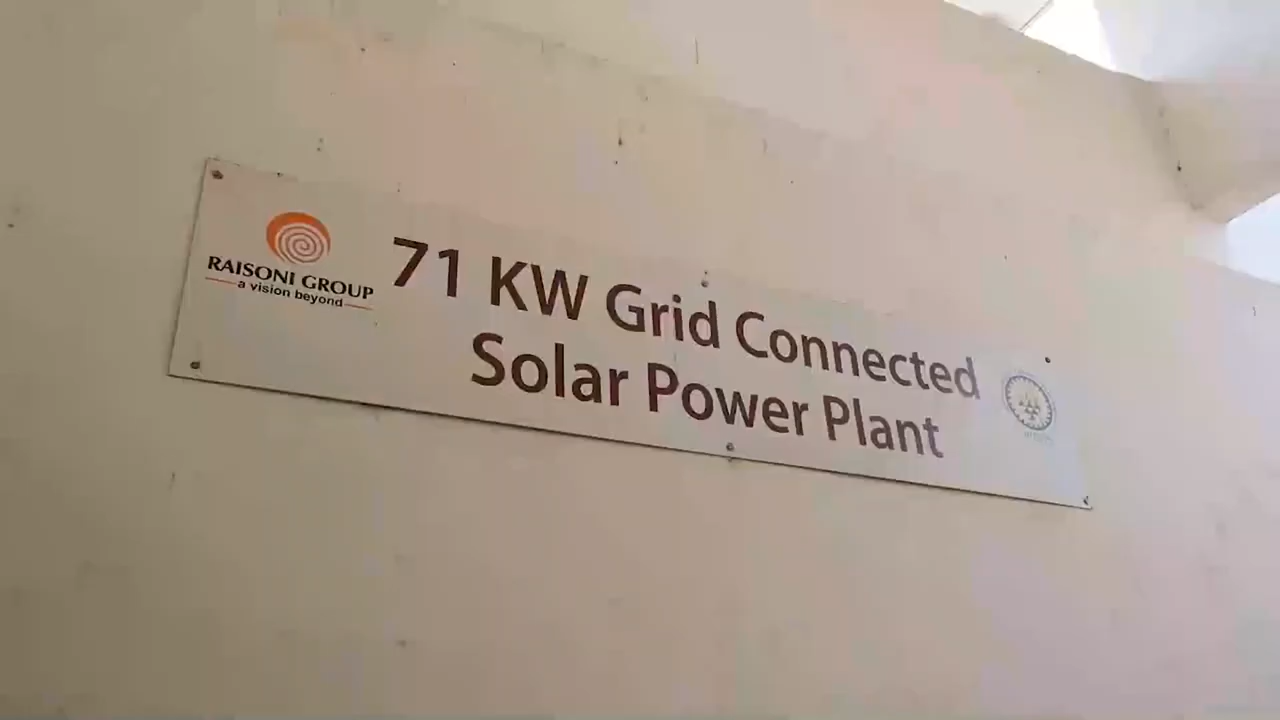 RAISONI GROUP
a vision beyond
71 KW Grid Connected
Solar Power Plant